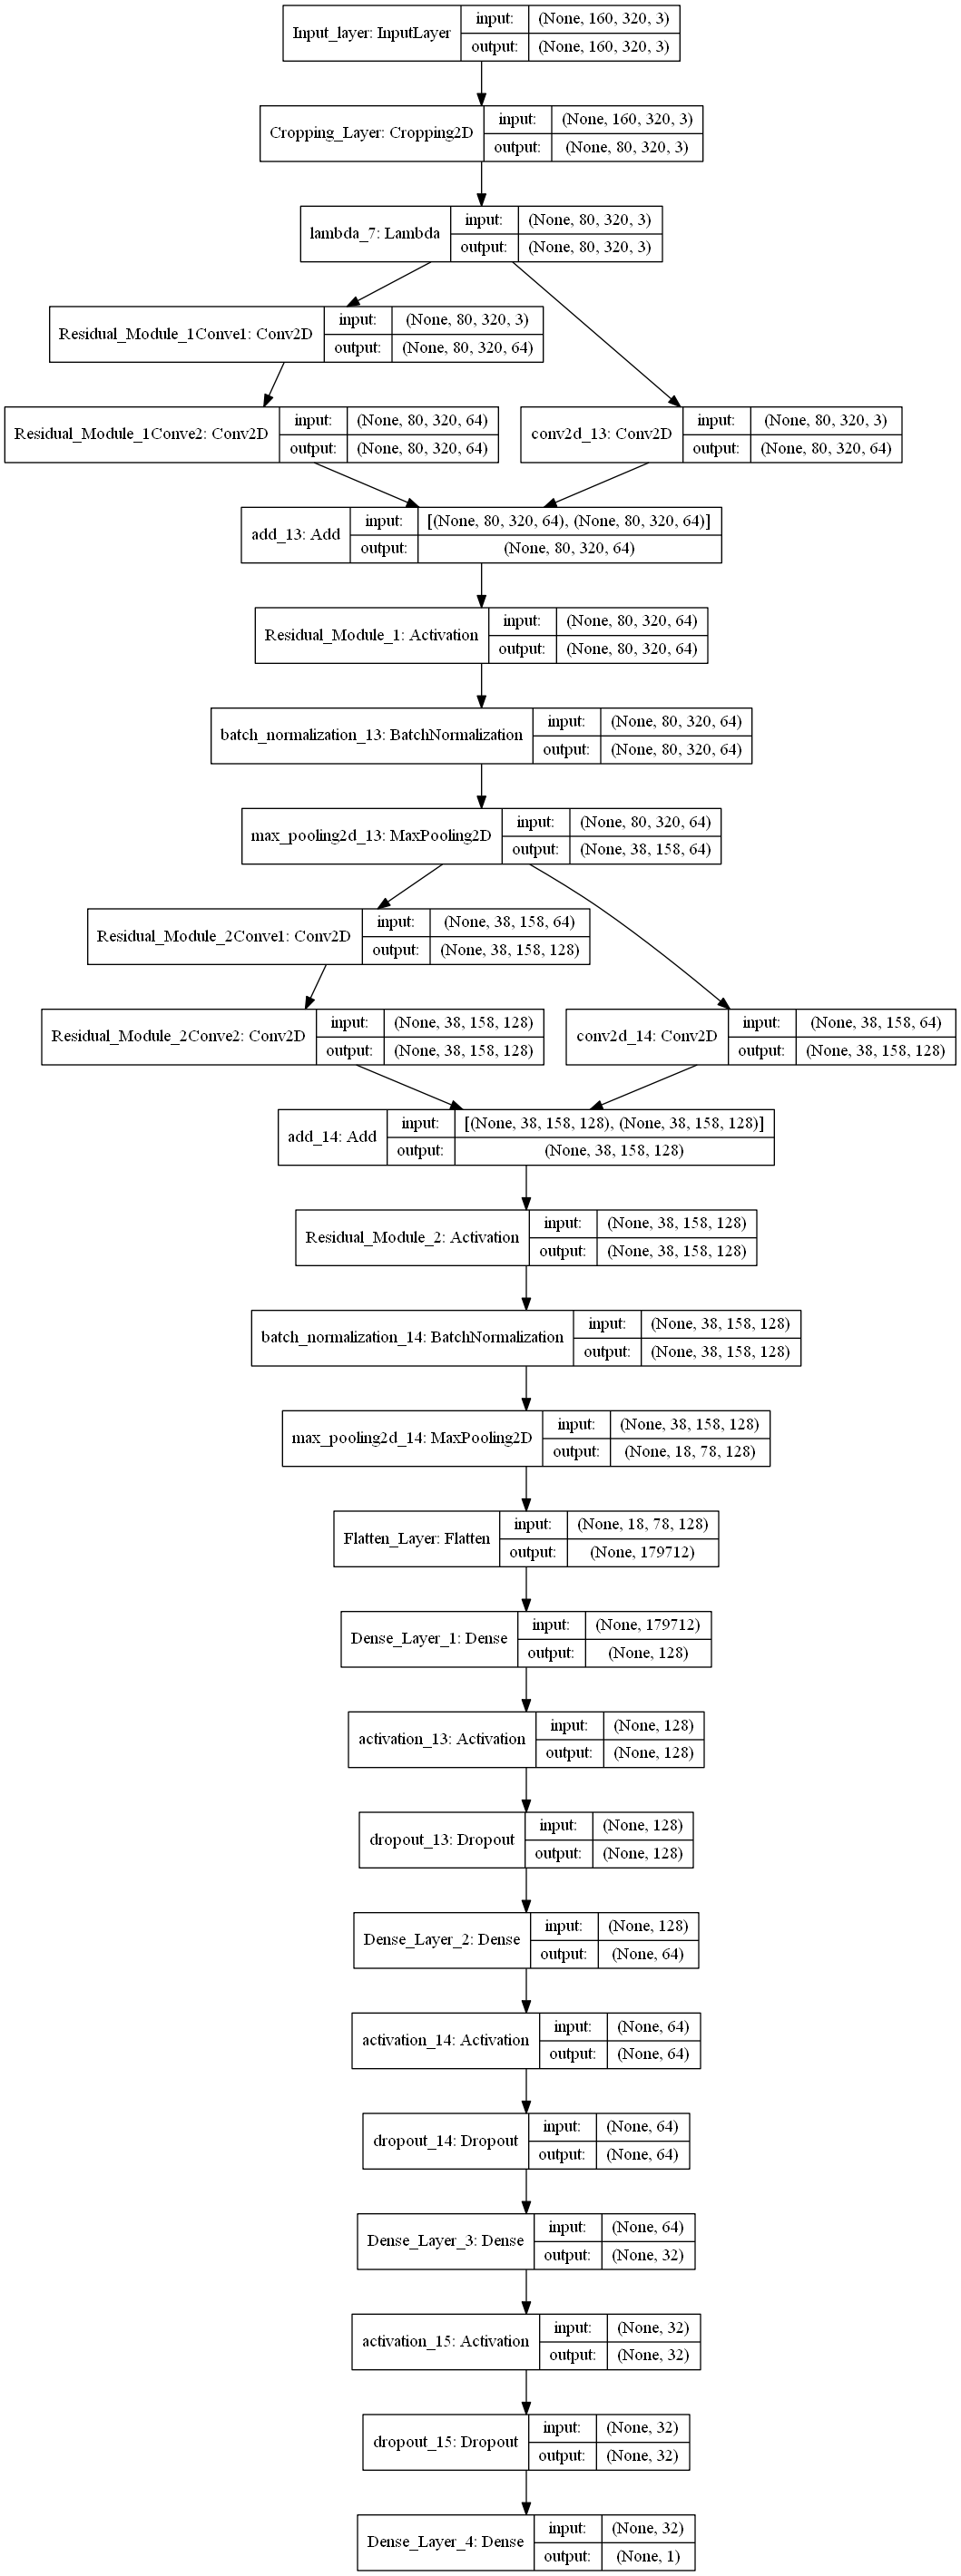 Input_layer: InputLayer
input: (None, 160, 320, 3)
output: (None, 160, 320, 3)
Cropping_Layer: Cropping2D
input: (None, 160, 320, 3)
output: (None, 80, 320, 3)
lambda_7: Lambda
input: (None, 80, 320, 3)
output: (None, 80, 320, 3)
Residual_Module_1Conve1: Conv2D
input: (None, 80, 320, 3)
output: (None, 80, 320, 64)
Residual_Module_1Conve2: Conv2D
input: (None, 80, 320, 64)
output: (None, 80, 320, 64)
conv2d_13: Conv2D
input: (None, 80, 320, 3)
output: (None, 80, 320, 64)
add_13: Add
input: [(None, 80, 320, 64), (None, 80, 320, 64)]
output: (None, 80, 320, 64)
Residual_Module_1: Activation
input: (None, 80, 320, 64)
output: (None, 80, 320, 64)
batch_normalization_13: BatchNormalization
input: (None, 80, 320, 64)
output: (None, 80, 320, 64)
max_pooling2d_13: MaxPooling2D
input: (None, 80, 320, 64)
output: (None, 38, 158, 64)
Residual_Module_2Conve1: Conv2D
input: (None, 38, 158, 64)
output: (None, 38, 158, 128)
Residual_Module_2Conve2: Conv2D
input: (None, 38, 158, 128)
output: (None, 38, 158, 128)
conv2d_14: Conv2D
input: (None, 38, 158, 64)
output: (None, 38, 158, 128)
add_14: Add
input: [(None, 38, 158, 128), (None, 38, 158, 128)]
output: (None, 38, 158, 128)
Residual_Module_2: Activation
input: (None, 38, 158, 128)
output: (None, 38, 158, 128)
batch_normalization_14: BatchNormalization
input: (None, 38, 158, 128)
output: (None, 38, 158, 128)
max_pooling2d_14: MaxPooling2D
input: (None, 38, 158, 128)
output: (None, 18, 78, 128)
Flatten_Layer: Flatten
input: (None, 18, 78, 128)
output: (None, 179712)
Dense_Layer_1: Dense
input: (None, 179712)
output: (None, 128)
activation_13: Activation
input: (None, 128)
output: (None, 128)
dropout_13: Dropout
input: (None, 128)
output: (None, 128)
Dense_Layer_2: Dense
input: (None, 128)
output: (None, 64)
activation_14: Activation
input: (None, 64)
output: (None, 64)
dropout_14: Dropout
input: (None, 64)
output: (None, 64)
Dense_Layer_3: Dense
input: (None, 64)
output: (None, 32)
activation_15: Activation
input: (None, 32)
output: (None, 32)
dropout_15: Dropout
input: (None, 32)
output: (None, 32)
Dense_Layer_4: Dense
input: (None, 32)
output: (None, 1)